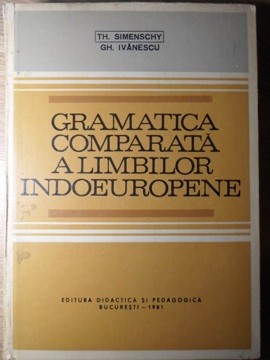 TH. SIMENSCHY
GH. IVĂNESCU
GRAMATICA
COMPARATĂ
A LIMBILOR
INDOEUROPENE
EDITURA DIDACTICĂ ȘI PEDAGOGICĂ
BUCUREȘTI – 1981